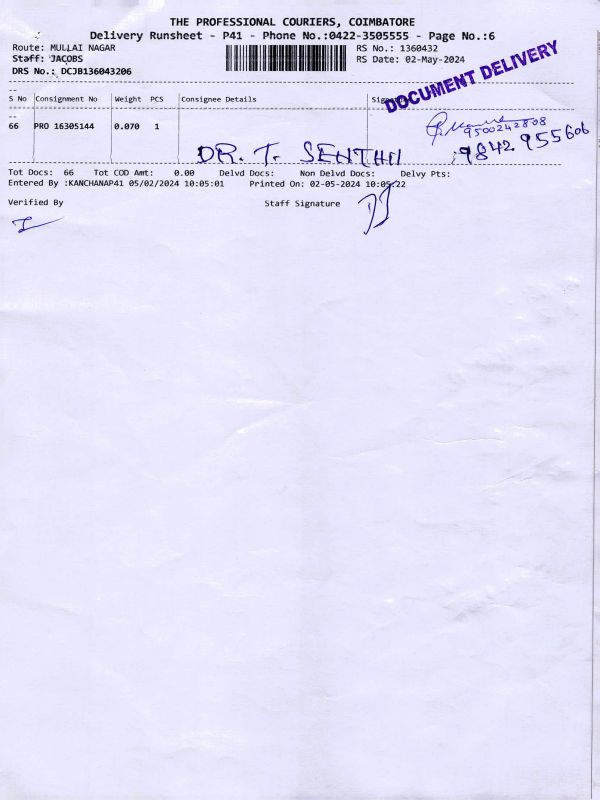 THE PROFESSIONAL COURIERS, COIMBATORE
Delivery Runsheet - P41 - Phone No.:0422-3505555 - Page No.:6
Route: MULLAI NAGAR
RS No.: 1360432
Staff: JACOBS
RS Date: 02-May-2024
DRS No.: DCJB136043206
DOCUMENT DELIVERY
S No Consignment No Weight PCS Consignee Details
66 PRO 16305144 0.070 1
9500242808
DR. T. SENTHIL 9842 955606
Tot Docs: 66 Tot COD Amt: 0.00 Delvd Docs: Non Delvd Docs: Delvy Pts:
Entered By :KANCHANAP41 05/02/2024 10:05:01 Printed On: 02-05-2024 10:05:22
Verified By Staff Signature